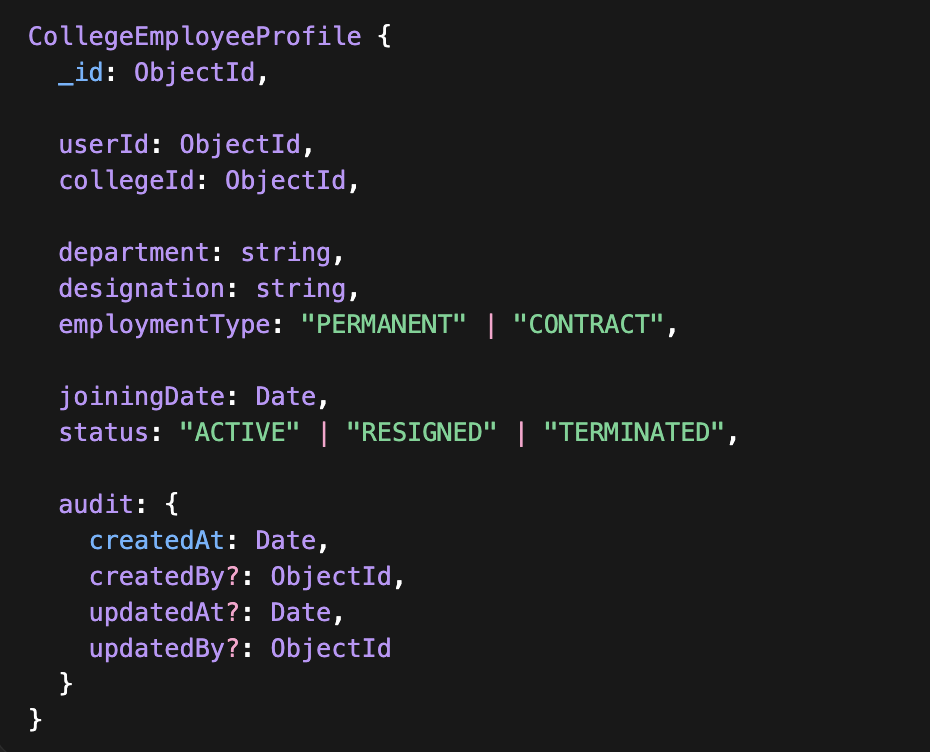 CollegeEmployeeProfile {
  _id: ObjectId,

  userId: ObjectId,
  collegeId: ObjectId,

  department: string,
  designation: string,
  employmentType: "PERMANENT" | "CONTRACT",

  joiningDate: Date,
  status: "ACTIVE" | "RESIGNED" | "TERMINATED",

  audit: {
    createdAt: Date,
    createdBy?: ObjectId,
    updatedAt?: Date,
    updatedBy?: ObjectId
  }
}